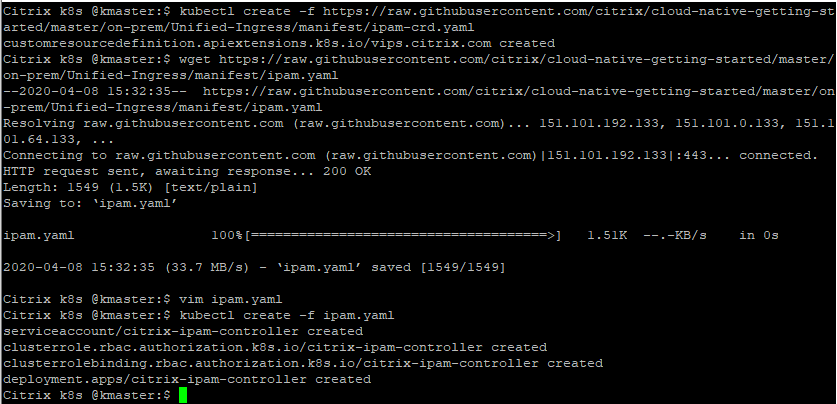 Citrix k8s @kmaster:$ kubectl create -f https://raw.githubusercontent.com/citrix/cloud-native-getting-st
arted/master/on-prem/Unified-Ingress/manifest/ipam-crd.yaml
customresourcedefinition.apiextensions.k8s.io/vips.citrix.com created
Citrix k8s @kmaster:$ wget https://raw.githubusercontent.com/citrix/cloud-native-getting-started/master/
on-prem/Unified-Ingress/manifest/ipam.yaml
--2020-04-08 15:32:35--  https://raw.githubusercontent.com/citrix/cloud-native-getting-started/master/on
-prem/Unified-Ingress/manifest/ipam.yaml
Resolving raw.githubusercontent.com (raw.githubusercontent.com)... 151.101.192.133, 151.101.0.133, 151.1
01.64.133, ...
Connecting to raw.githubusercontent.com (raw.githubusercontent.com)|151.101.192.133|:443... connected.
HTTP request sent, awaiting response... 200 OK
Length: 1549 (1.5K) [text/plain]
Saving to: ‘ipam.yaml’
ipam.yaml                 100%[=====================================>]   1.51K  --.-KB/s    in 0s
2020-04-08 15:32:35 (33.7 MB/s) - ‘ipam.yaml’ saved [1549/1549]
Citrix k8s @kmaster:$ vim ipam.yaml
Citrix k8s @kmaster:$ kubectl create -f ipam.yaml
serviceaccount/citrix-ipam-controller created
clusterrole.rbac.authorization.k8s.io/citrix-ipam-controller created
clusterrolebinding.rbac.authorization.k8s.io/citrix-ipam-controller created
deployment.apps/citrix-ipam-controller created
Citrix k8s @kmaster:$